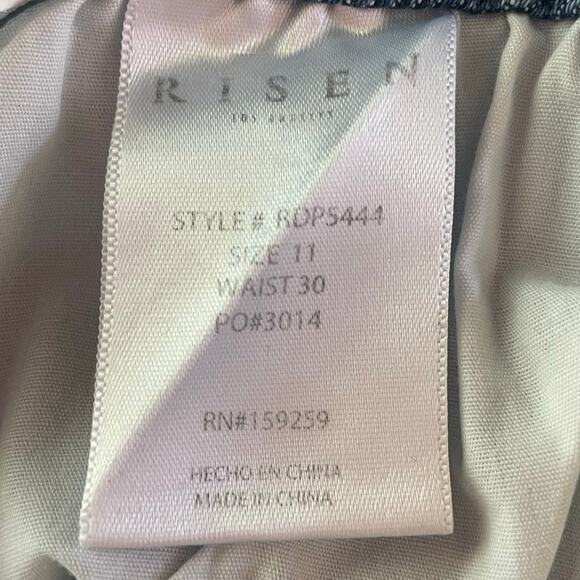 RISEN
LOS ANGELES
STYLE# RDP5444
SIZE 11
WAIST 30
PO#3014
RN#159259
HECHO EN CHINA
MADE IN CHINA